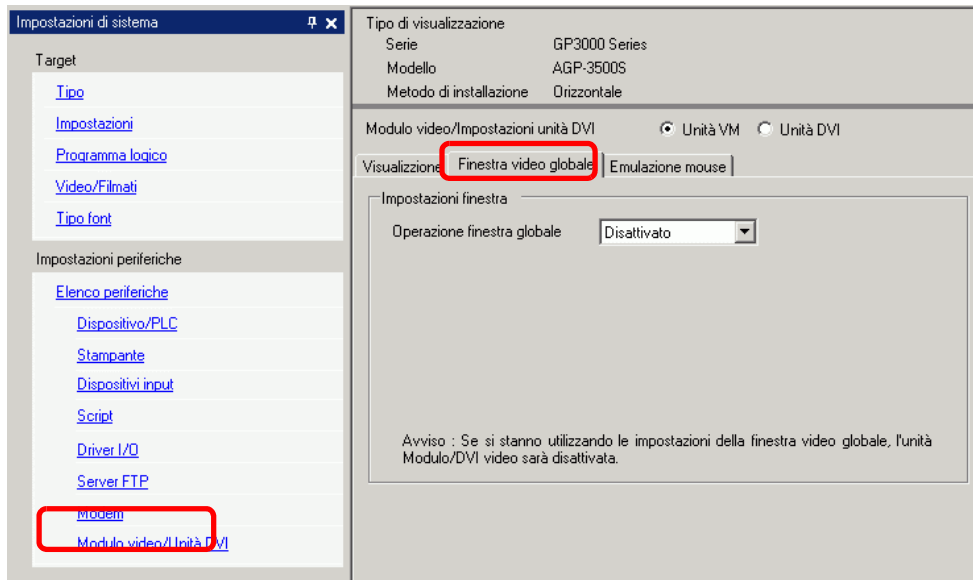 Impostazioni di sistema
Target
Tipo
Impostazioni
Programma logico
Video/Filmati
Tipo font
Impostazioni periferiche
Elenco periferiche
Dispositivo/PLC
Stampante
Dispositivi input
Script
Driver I/O
Server FTP
Modem
Modulo video/Unità DVI
Tipo di visualizzazione
Serie GP3000 Series
Modello AGP-3500S
Metodo di installazione Orizzontale
Modulo video/Impostazioni unità DVI Unità VM Unità DVI
Visualizzione Finestra video globale Emulazione mouse
Impostazioni finestra
Operazione finestra globale Disattivato
Avviso : Se si stanno utilizzando le impostazioni della finestra video globale, l'unità
Modulo/DVI video sarà disattivata.